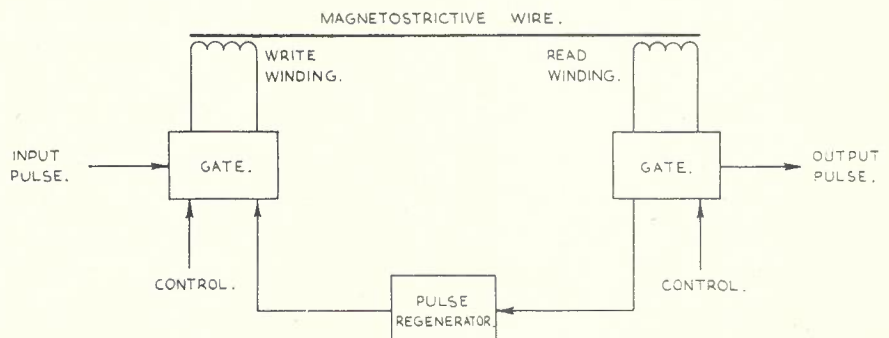 MAGNETOSTRICTIVE WIRE.
WRITE
WINDING.
READ
WINDING.
INPUT
PULSE.
GATE.
GATE.
OUTPUT
PULSE.
CONTROL.
CONTROL.
PULSE
REGENERATOR.